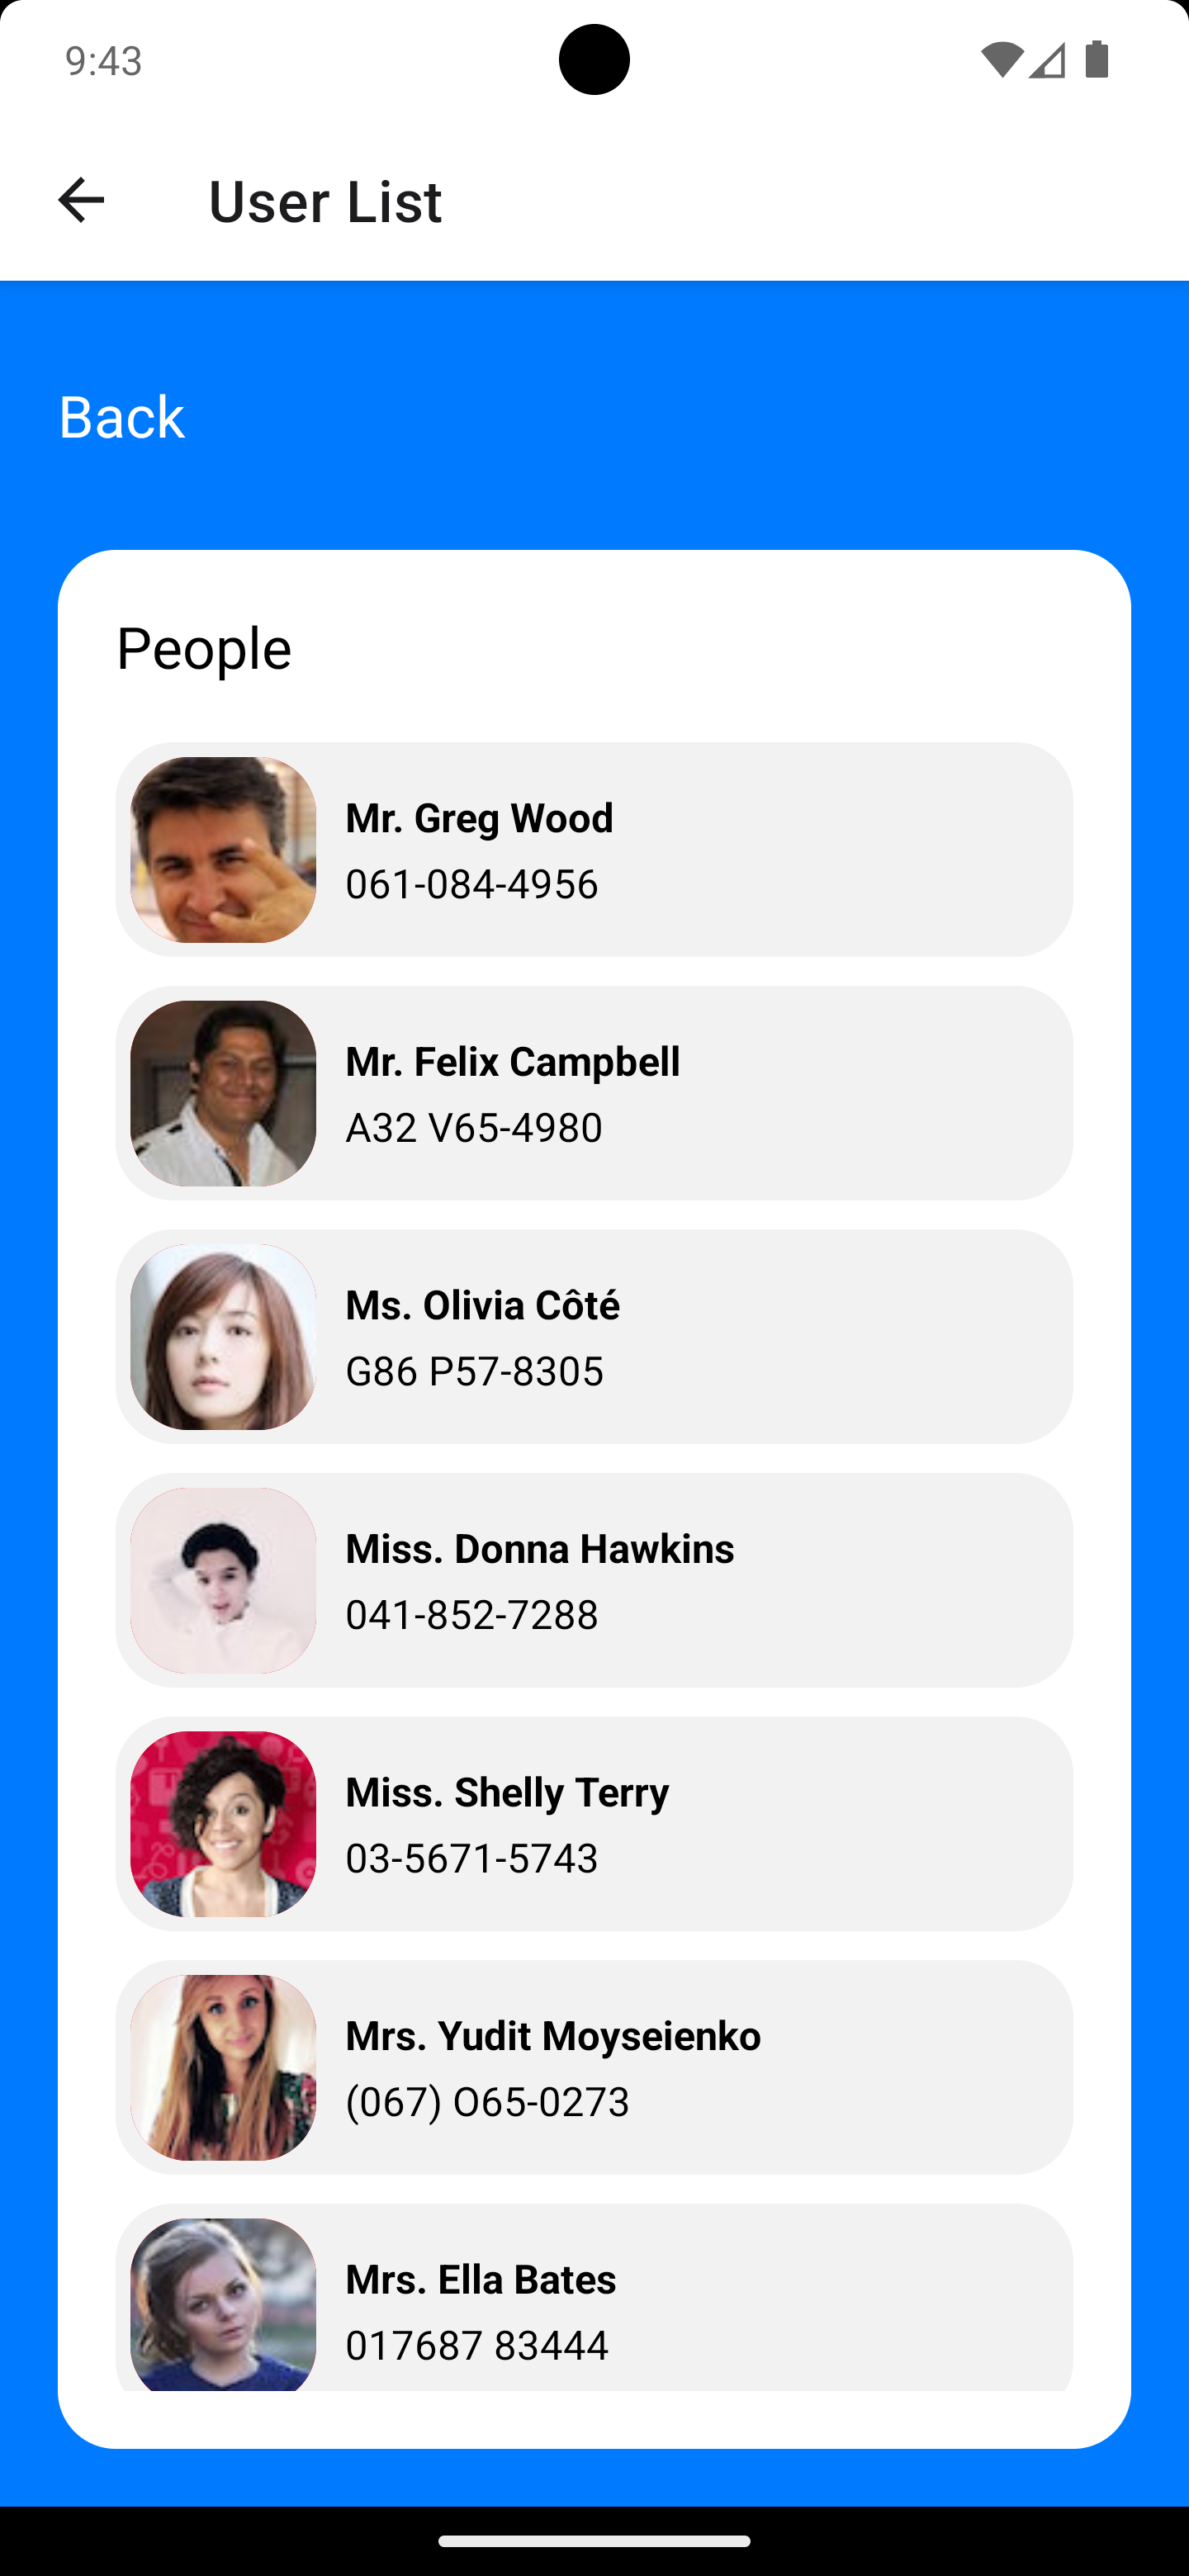 9:43
User List
Back
People
Mr. Greg Wood
061-084-4956
Mr. Felix Campbell
A32 V65-4980
Ms. Olivia Côté
G86 P57-8305
Miss. Donna Hawkins
041-852-7288
Miss. Shelly Terry
03-5671-5743
Mrs. Yudit Moyseienko
(067) O65-0273
Mrs. Ella Bates
017687 83444